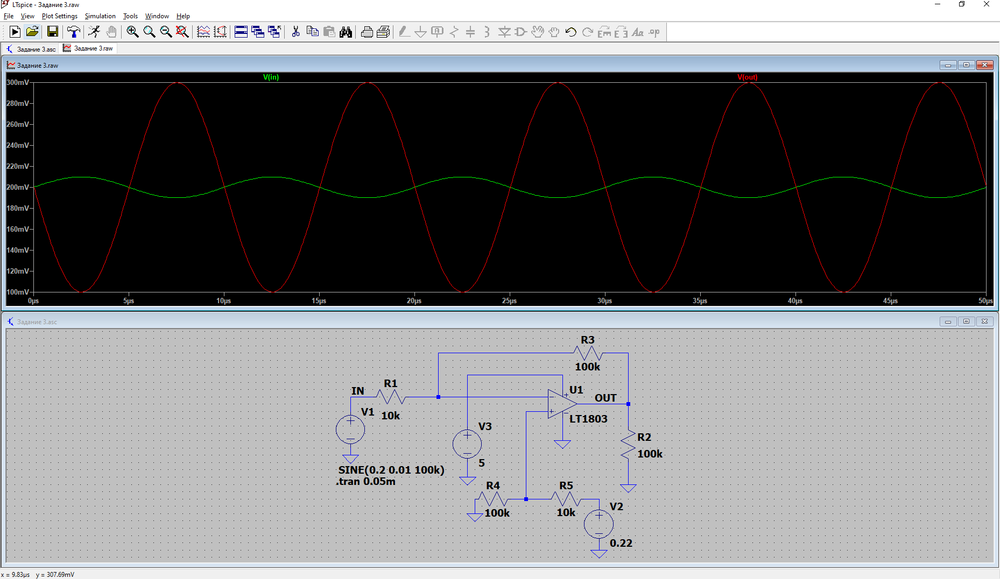 LTspice - Задание 3.raw
File View Plot Settings Simulation Tools Window Help
Задание 3.asc Задание 3.raw
Задание 3.raw
V(in) V(out)
300mV
280mV
260mV
240mV
220mV
200mV
180mV
160mV
140mV
120mV
100mV
0µs 5µs 10µs 15µs 20µs 25µs 30µs 35µs 40µs 45µs 50µs
Задание 3.asc
R3
100k
R1
IN
U1
OUT
V1
10k
LT1803
V3
R2
100k
5
SINE(0.2 0.01 100k)
.tran 0.05m
R4 R5
100k 10k
V2
0.22
x = 9.83µs y = 307.69mV